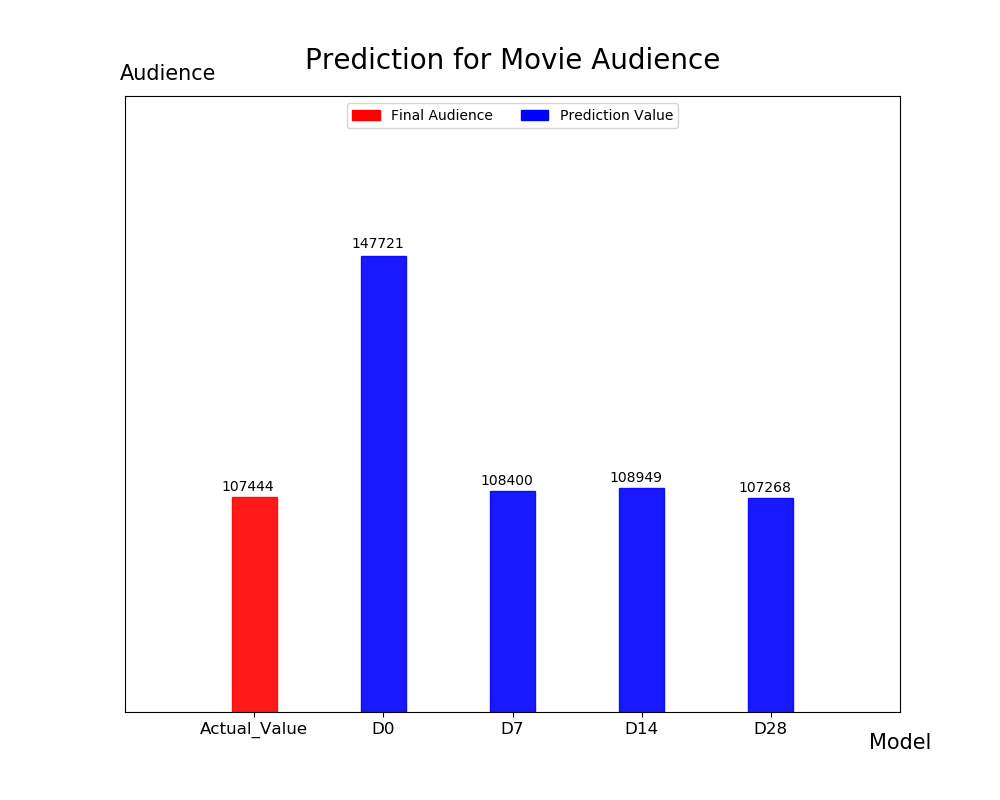 Prediction for Movie Audience
Audience
Final Audience Prediction Value
147721
107444
108400
108949
107268
Actual_Value D0 D7 D14 D28
Model